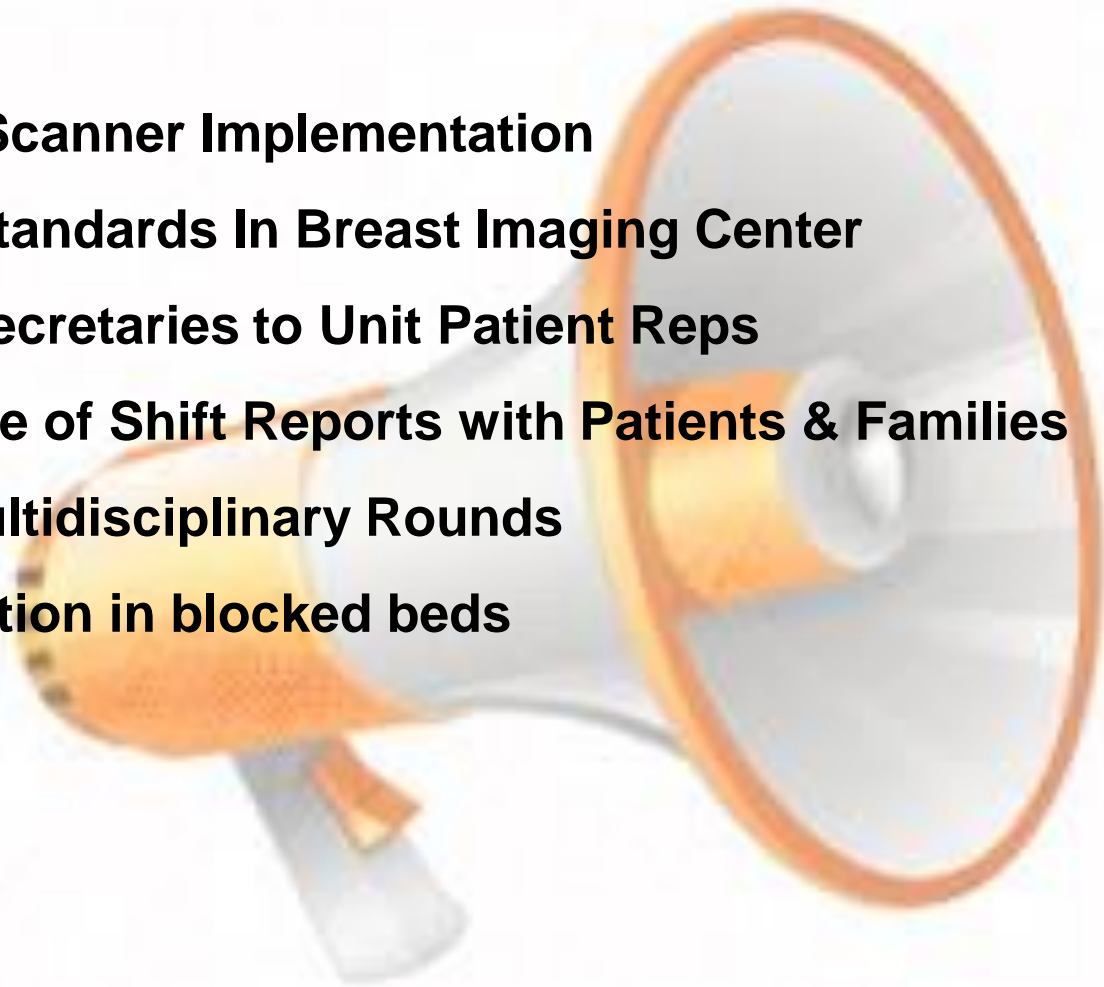 Scanner Implementation
tandards In Breast Imaging Center
ecretaries to Unit Patient Reps
e of Shift Reports with Patients & Families
ultidisciplinary Rounds
tion in blocked beds